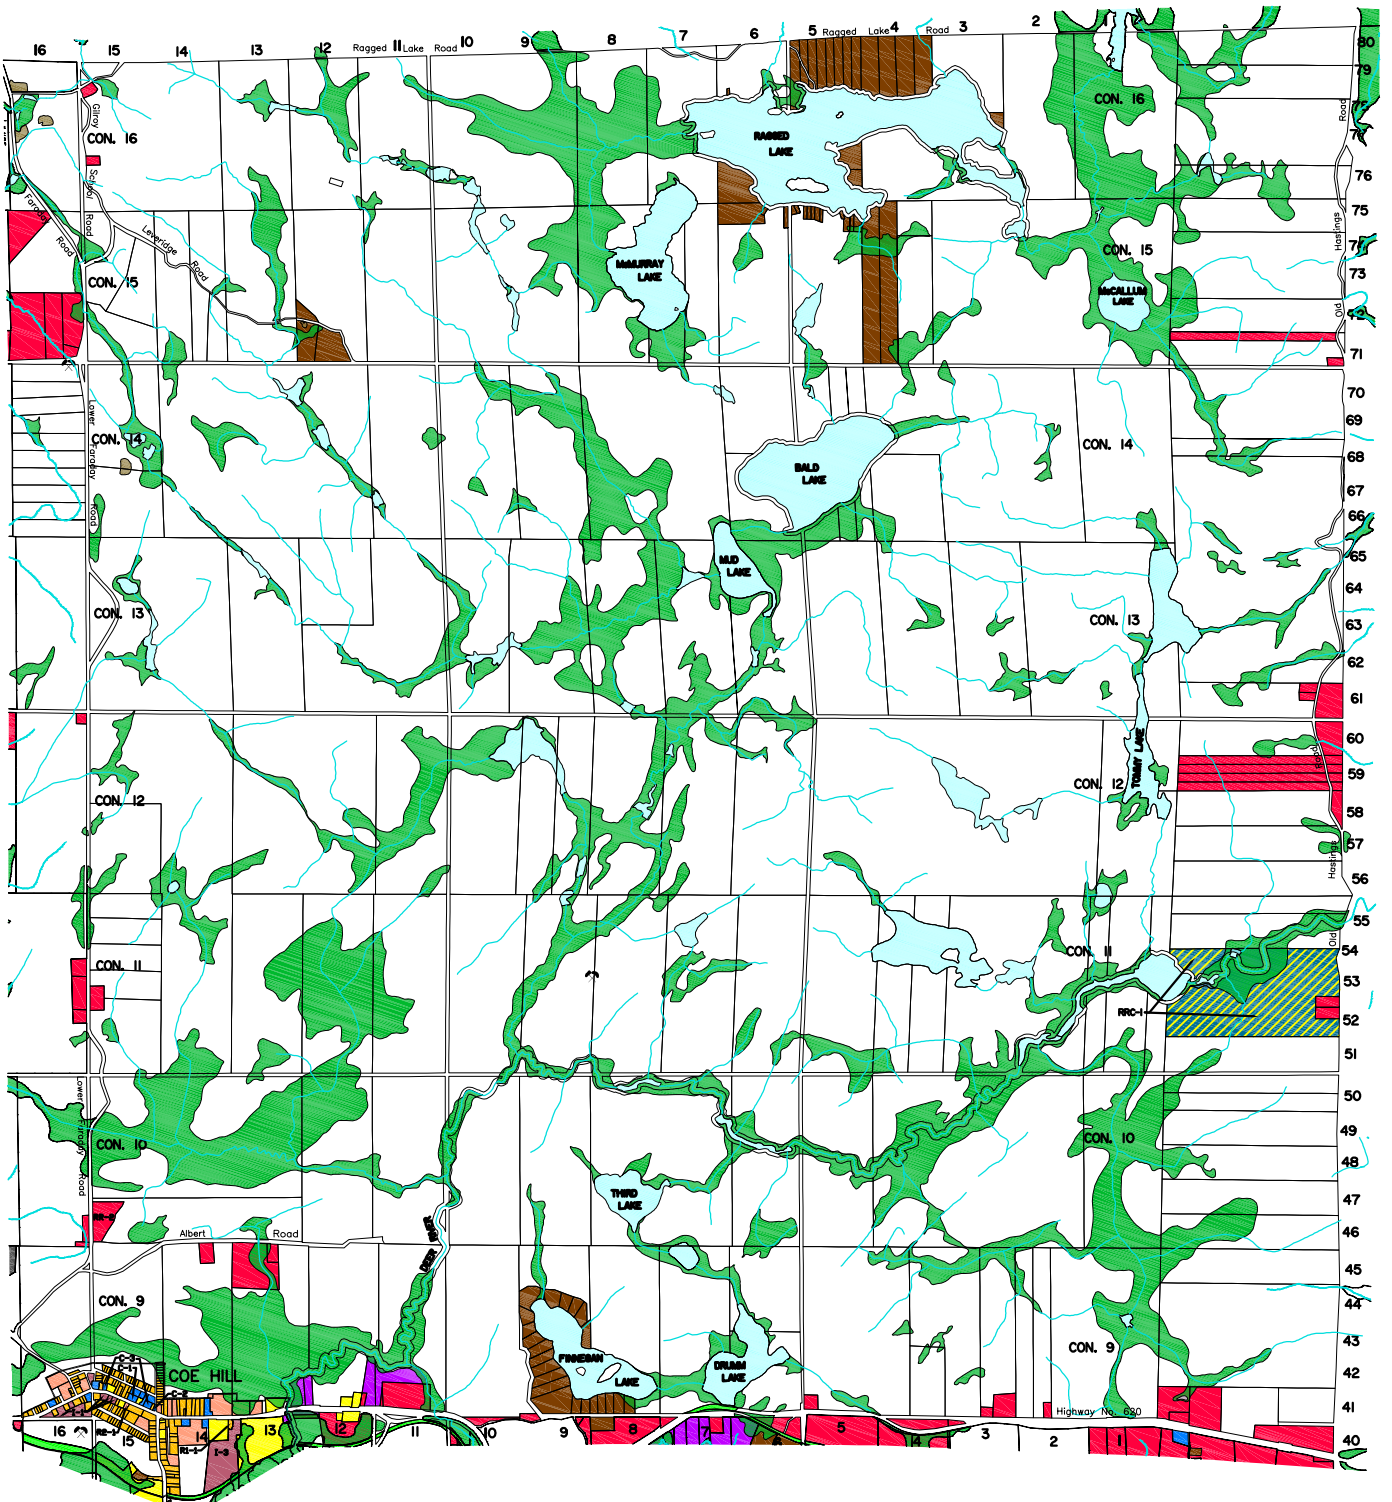 16 15 14 13 12 Ragged 11 Lake Road 10 9 8 7 6 5 Ragged Lake 4 Road 3 2 1 80
79
Gilroy
CON. 16
CON. 16
Road
RAGGED
LAKE
School Road
76
Faraday Road
75
Leveridge Road
Hastings
CON. 15
McMURRAY
LAKE
73
CON. 15
McCALLUM
LAKE
Old
71
70
Lower Faraday Road
69
CON. 14
CON. 14
68
BALD
LAKE
67
66
65
MUD
LAKE
64
CON. 13
CON. 13
63
62
61
60
TOMMY LAKE
Road
59
CON. 12
CON. 12
58
57
Hastings
56
55
Old
CON. 11
54
CON. 11
53
RRC-1
52
51
Lower Faraday Road
50
49
CON. 10
CON. 10
48
THIRD
LAKE
47
46
Albert Road
DEER RIVER
45
CON. 9
44
43
CON. 9
FINNEGAN
LAKE
DRUMM
LAKE
42
C-3
C-1
COE HILL
C-2
41
Highway No. 620
16 15 14 13 12 11 10 9 8 7 6 5 4 3 2 1 40
R1-1
I-3